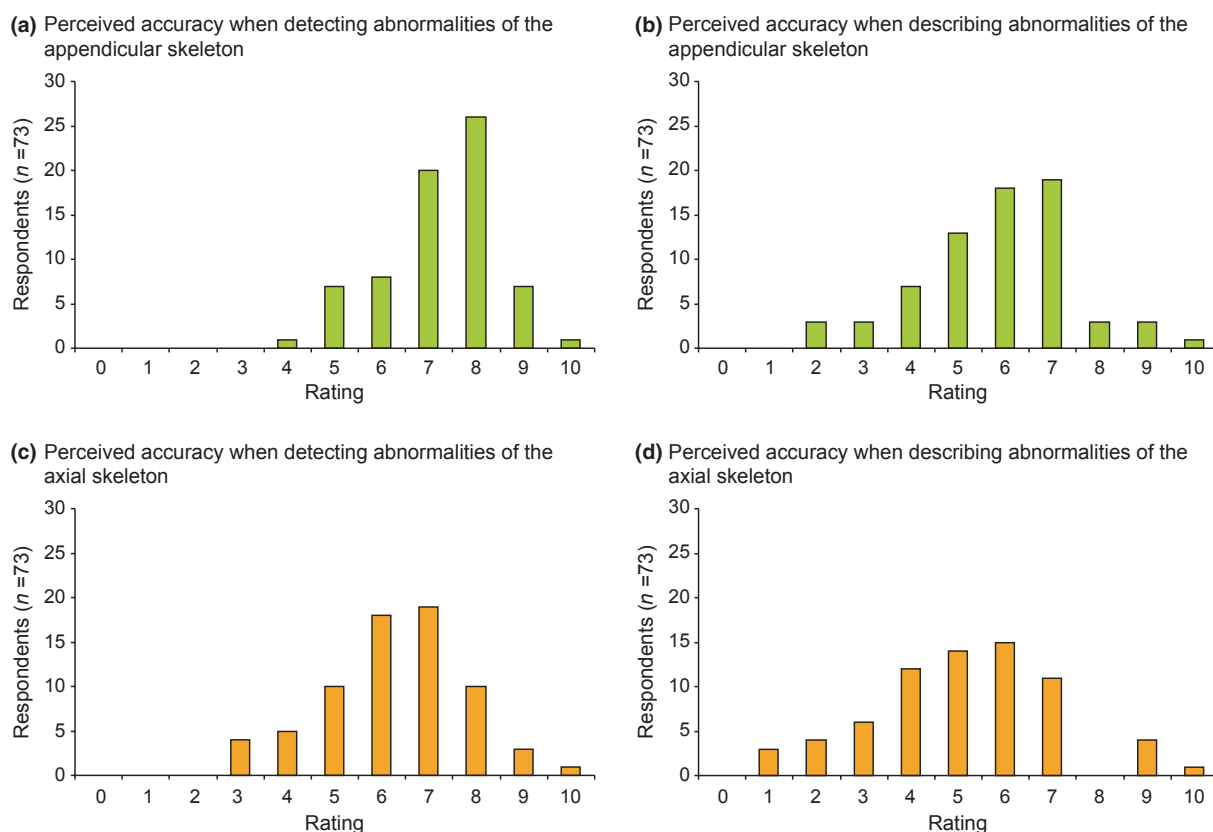 (a) Perceived accuracy when detecting abnormalities of the
appendicular skeleton
30
25
20
15
10
5
0
Respondents (n =73)
0 1 2 3 4 5 6 7 8 9 10
Rating
(b) Perceived accuracy when describing abnormalities of the
appendicular skeleton
30
25
20
15
10
5
0
Respondents (n =73)
0 1 2 3 4 5 6 7 8 9 10
Rating
(c) Perceived accuracy when detecting abnormalities of the
axial skeleton
30
25
20
15
10
5
0
Respondents (n =73)
0 1 2 3 4 5 6 7 8 9 10
Rating
(d) Perceived accuracy when describing abnormalities of the
axial skeleton
30
25
20
15
10
5
0
Respondents (n =73)
0 1 2 3 4 5 6 7 8 9 10
Rating